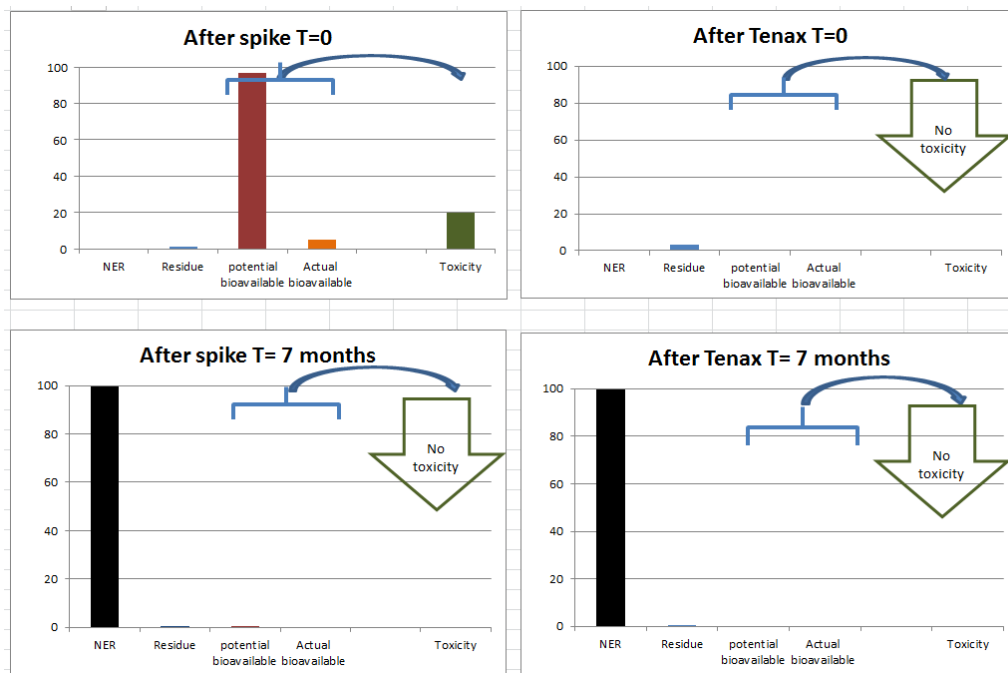 After spike T=0
100
80
60
40
20
0
NER
Residue
potential
bioavailable
Actual
bioavailable
Toxicity
After Tenax T=0
100
80
60
40
20
0
No
toxicity
NER
Residue
potential
bioavailable
Actual
bioavailable
Toxicity
After spike T= 7 months
100
80
60
40
20
0
No
toxicity
NER
Residue
potential
bioavailable
Actual
bioavailable
Toxicity
After Tenax T= 7 months
100
80
60
40
20
0
No
toxicity
NER
Residue
potential
bioavailable
Actual
bioavailable
Toxicity